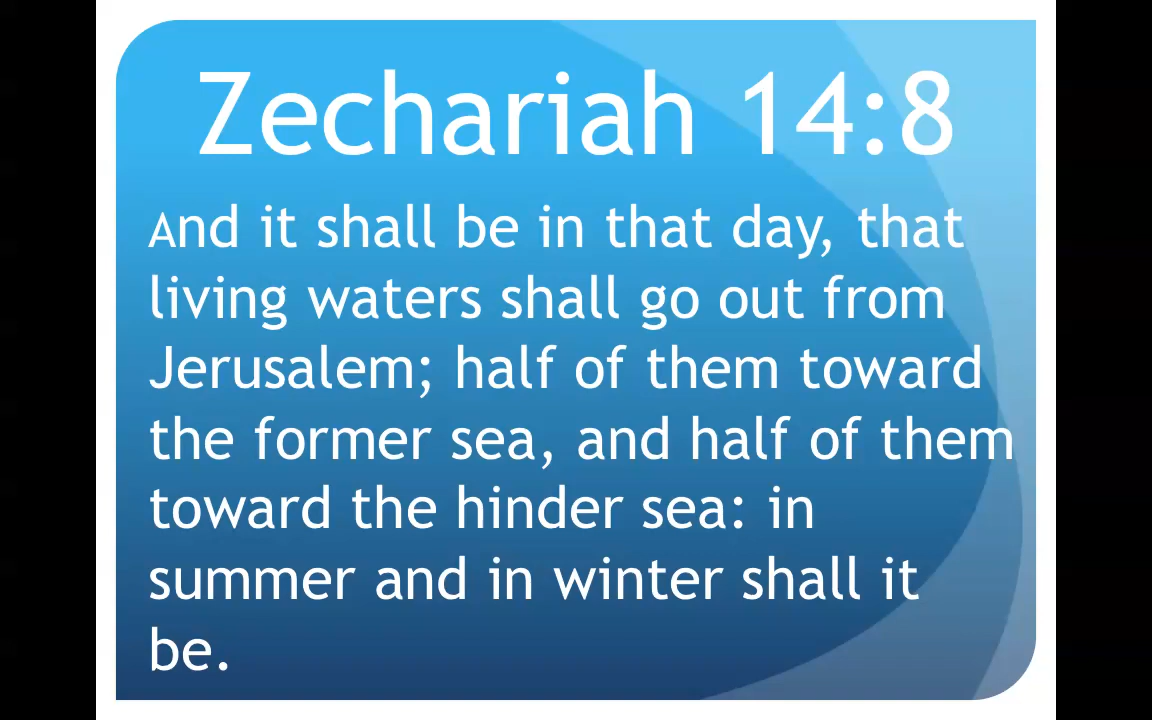 Zechariah 14:8
And it shall be in that day, that
living waters shall go out from
Jerusalem; half of them toward
the former sea, and half of them
toward the hinder sea: in
summer and in winter shall it
be.